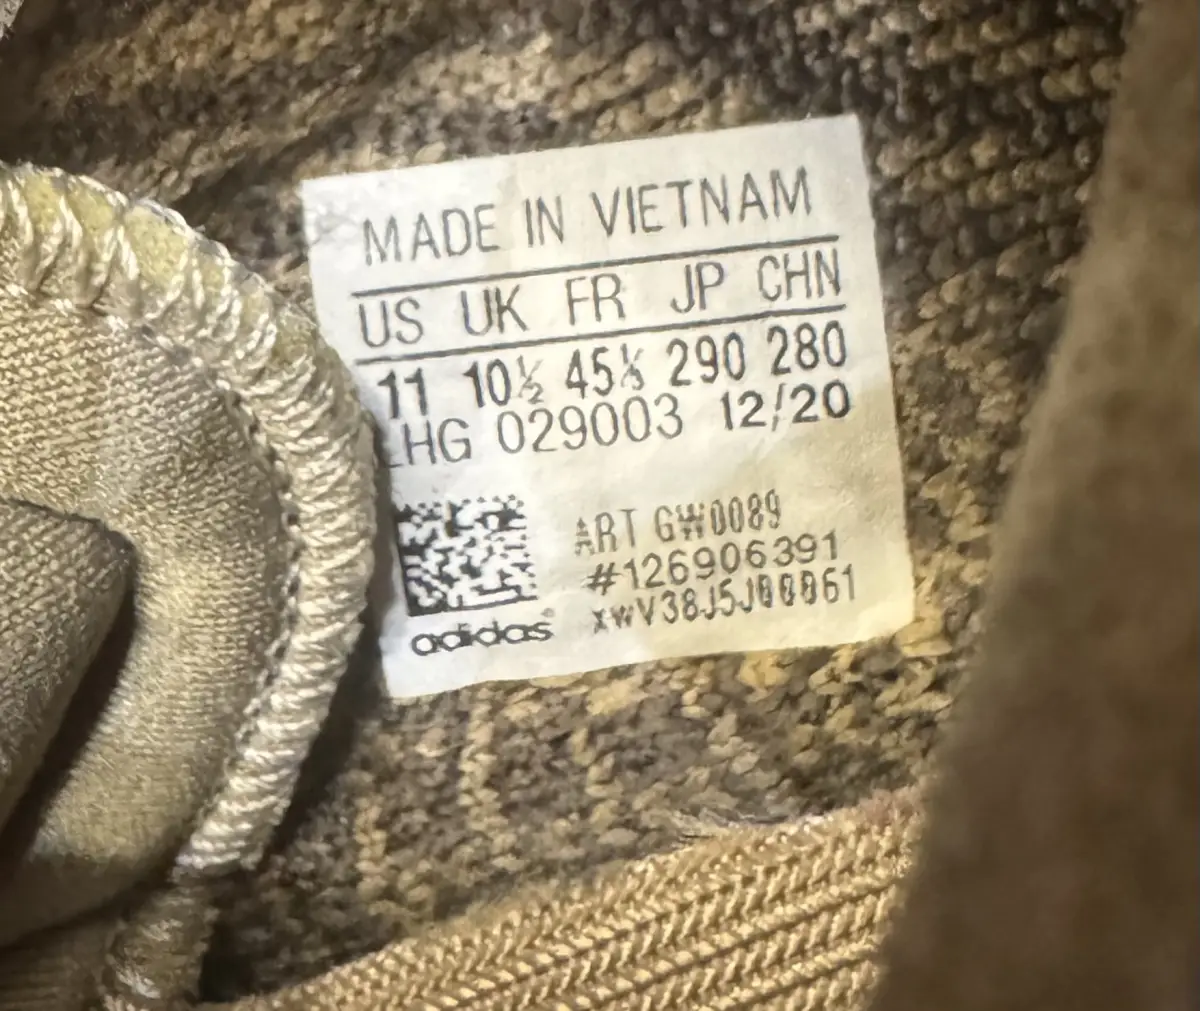 MADE IN VIETNAM
US UK FR JP CHN
11 10½ 45⅓ 290 280
LHG 029003 12/20
ART GW0089
#126906391
xwV38J5J00061
adidas